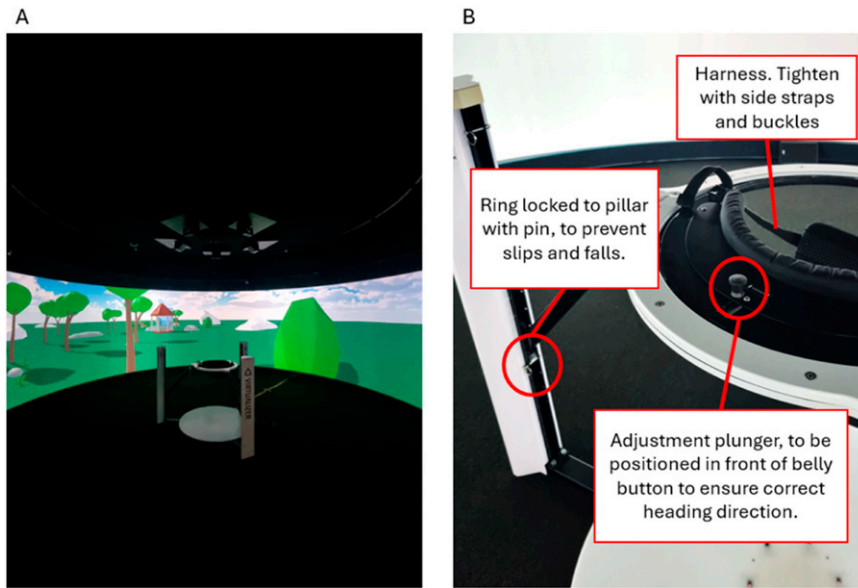 A
B
VIRTUALIZER
Harness. Tighten
with side straps
and buckles
Ring locked to pillar
with pin, to prevent
slips and falls.
Adjustment plunger, to be
positioned in front of belly
button to ensure correct
heading direction.